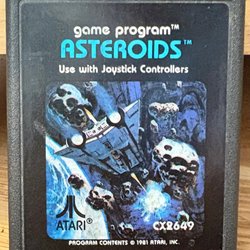 game program™
ASTEROIDS™
Use with Joystick Controllers
ATARI®
CX2649
PROGRAM CONTENTS © 1981 ATARI, INC.